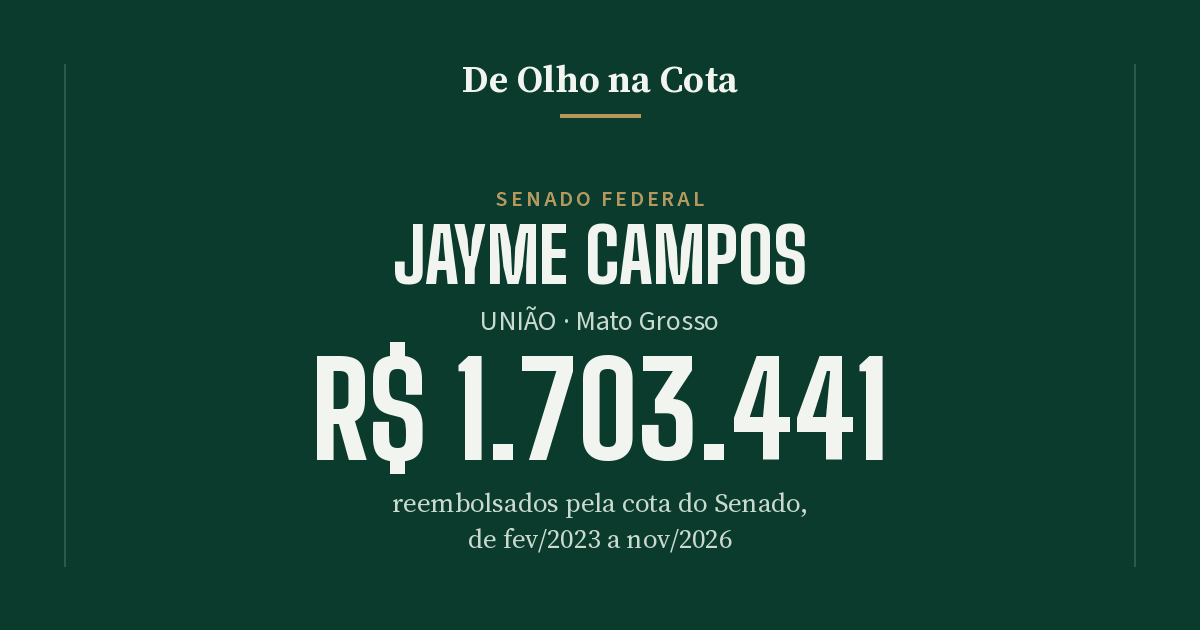 De Olho na Cota
SENADO FEDERAL
JAYME CAMPOS
UNIÃO · Mato Grosso
R$ 1.703.441
reembolsados pela cota do Senado,
de fev/2023 a nov/2026